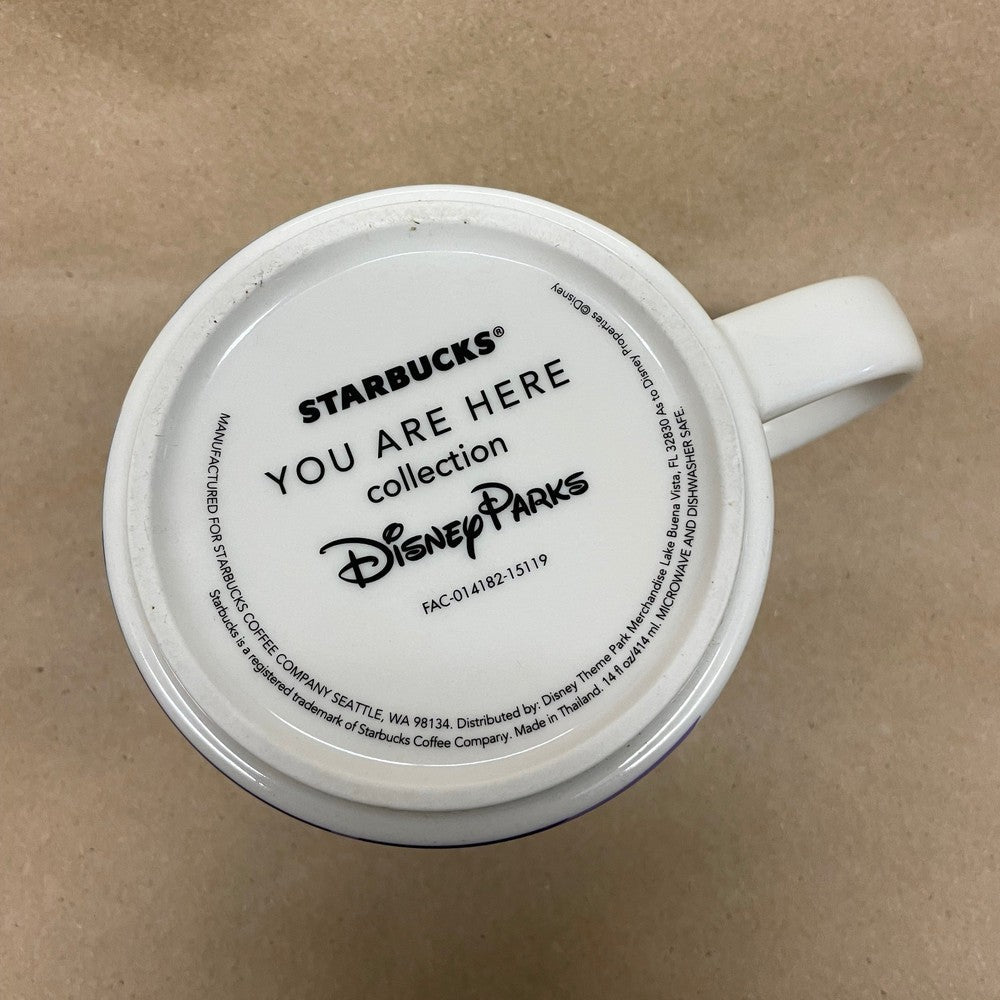 STARBUCKS®
YOU ARE HERE
collection
Disney Parks
FAC-014182-15119
MANUFACTURED FOR STARBUCKS COFFEE COMPANY SEATTLE, WA 98134. Distributed by: Disney Theme Park Merchandise Lake Buena Vista, FL 32830 As to Disney Properties ©Disney
Starbucks is a registered trademark of Starbucks Coffee Company. Made in Thailand. 14 fl oz/414 ml. MICROWAVE AND DISHWASHER SAFE.